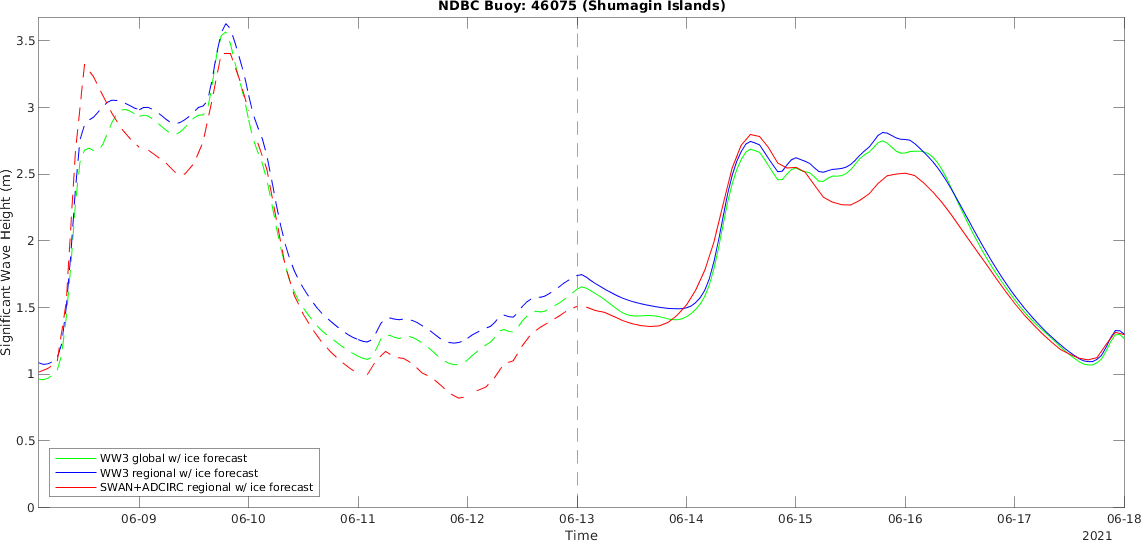 NDBC Buoy: 46075 (Shumagin Islands)
3.5
3
2.5
2
1.5
1
0.5
0
Significant Wave Height (m)
WW3 global w/ ice forecast
WW3 regional w/ ice forecast
SWAN+ADCIRC regional w/ ice forecast
06-09 06-10 06-11 06-12 06-13 06-14 06-15 06-16 06-17 06-18
Time
2021